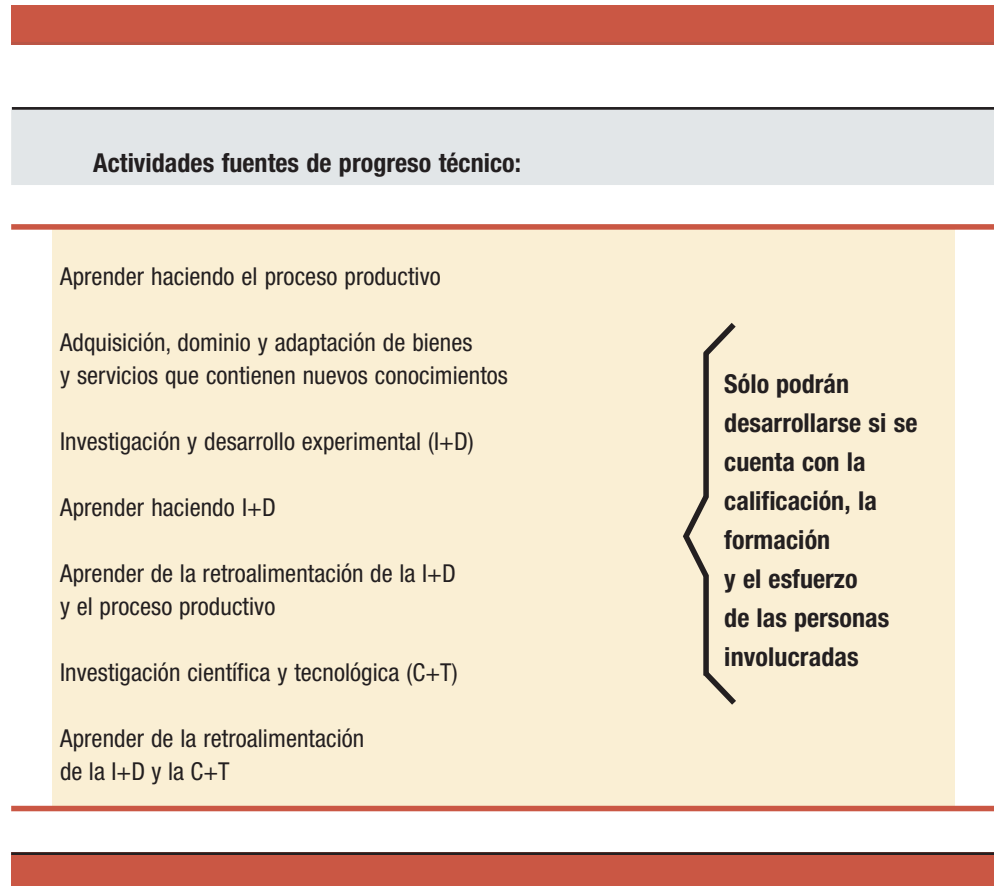 Actividades fuentes de progreso técnico:
Aprender haciendo el proceso productivo
Adquisición, dominio y adaptación de bienes
y servicios que contienen nuevos conocimientos
Investigación y desarrollo experimental (I+D)
Aprender haciendo I+D
Aprender de la retroalimentación de la I+D
y el proceso productivo
Investigación científica y tecnológica (C+T)
Aprender de la retroalimentación
de la I+D y la C+T
Sólo podrán
desarrollarse si se
cuenta con la
calificación, la
formación
y el esfuerzo
de las personas
involucradas